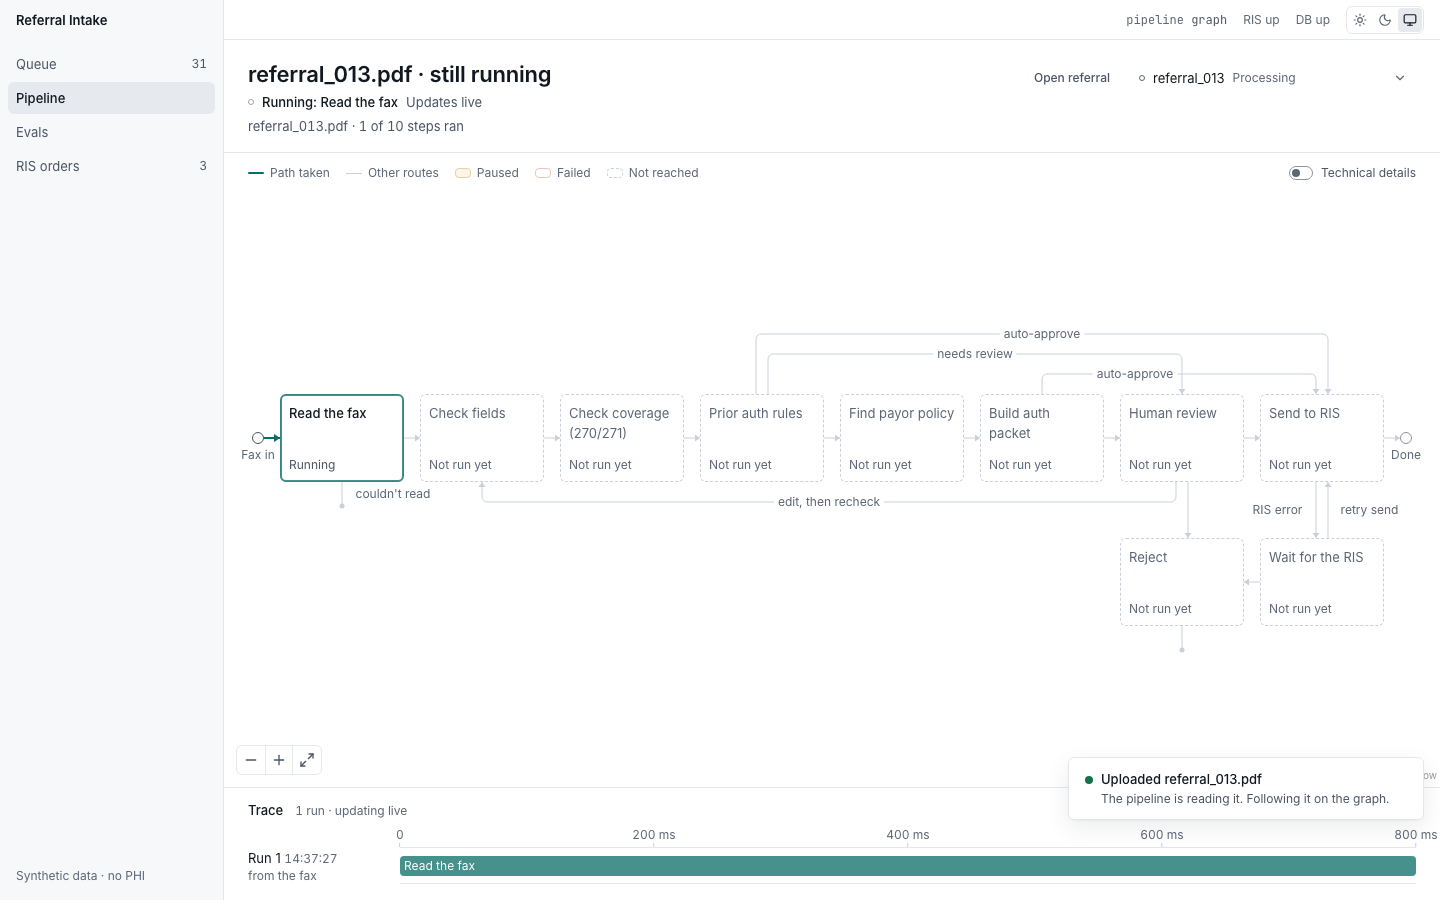 Referral Intake
pipeline graph RIS up DB up
Queue 31
Pipeline
Evals
RIS orders 3
Synthetic data · no PHI
referral_013.pdf · still running
Running: Read the fax Updates live
referral_013.pdf · 1 of 10 steps ran
Open referral referral_013 Processing
Path taken Other routes Paused Failed Not reached
Technical details
auto-approve
needs review
auto-approve
Fax in
Read the fax
Running
Check fields
Not run yet
Check coverage
(270/271)
Not run yet
Prior auth rules
Not run yet
Find payor policy
Not run yet
Build auth
packet
Not run yet
Human review
Not run yet
Send to RIS
Not run yet
Done
couldn't read
edit, then recheck
RIS error
retry send
Reject
Not run yet
Wait for the RIS
Not run yet
Uploaded referral_013.pdf
The pipeline is reading it. Following it on the graph.
Trace 1 run · updating live
0 200 ms 400 ms 600 ms 800 ms
Run 1 14:37:27
from the fax
Read the fax